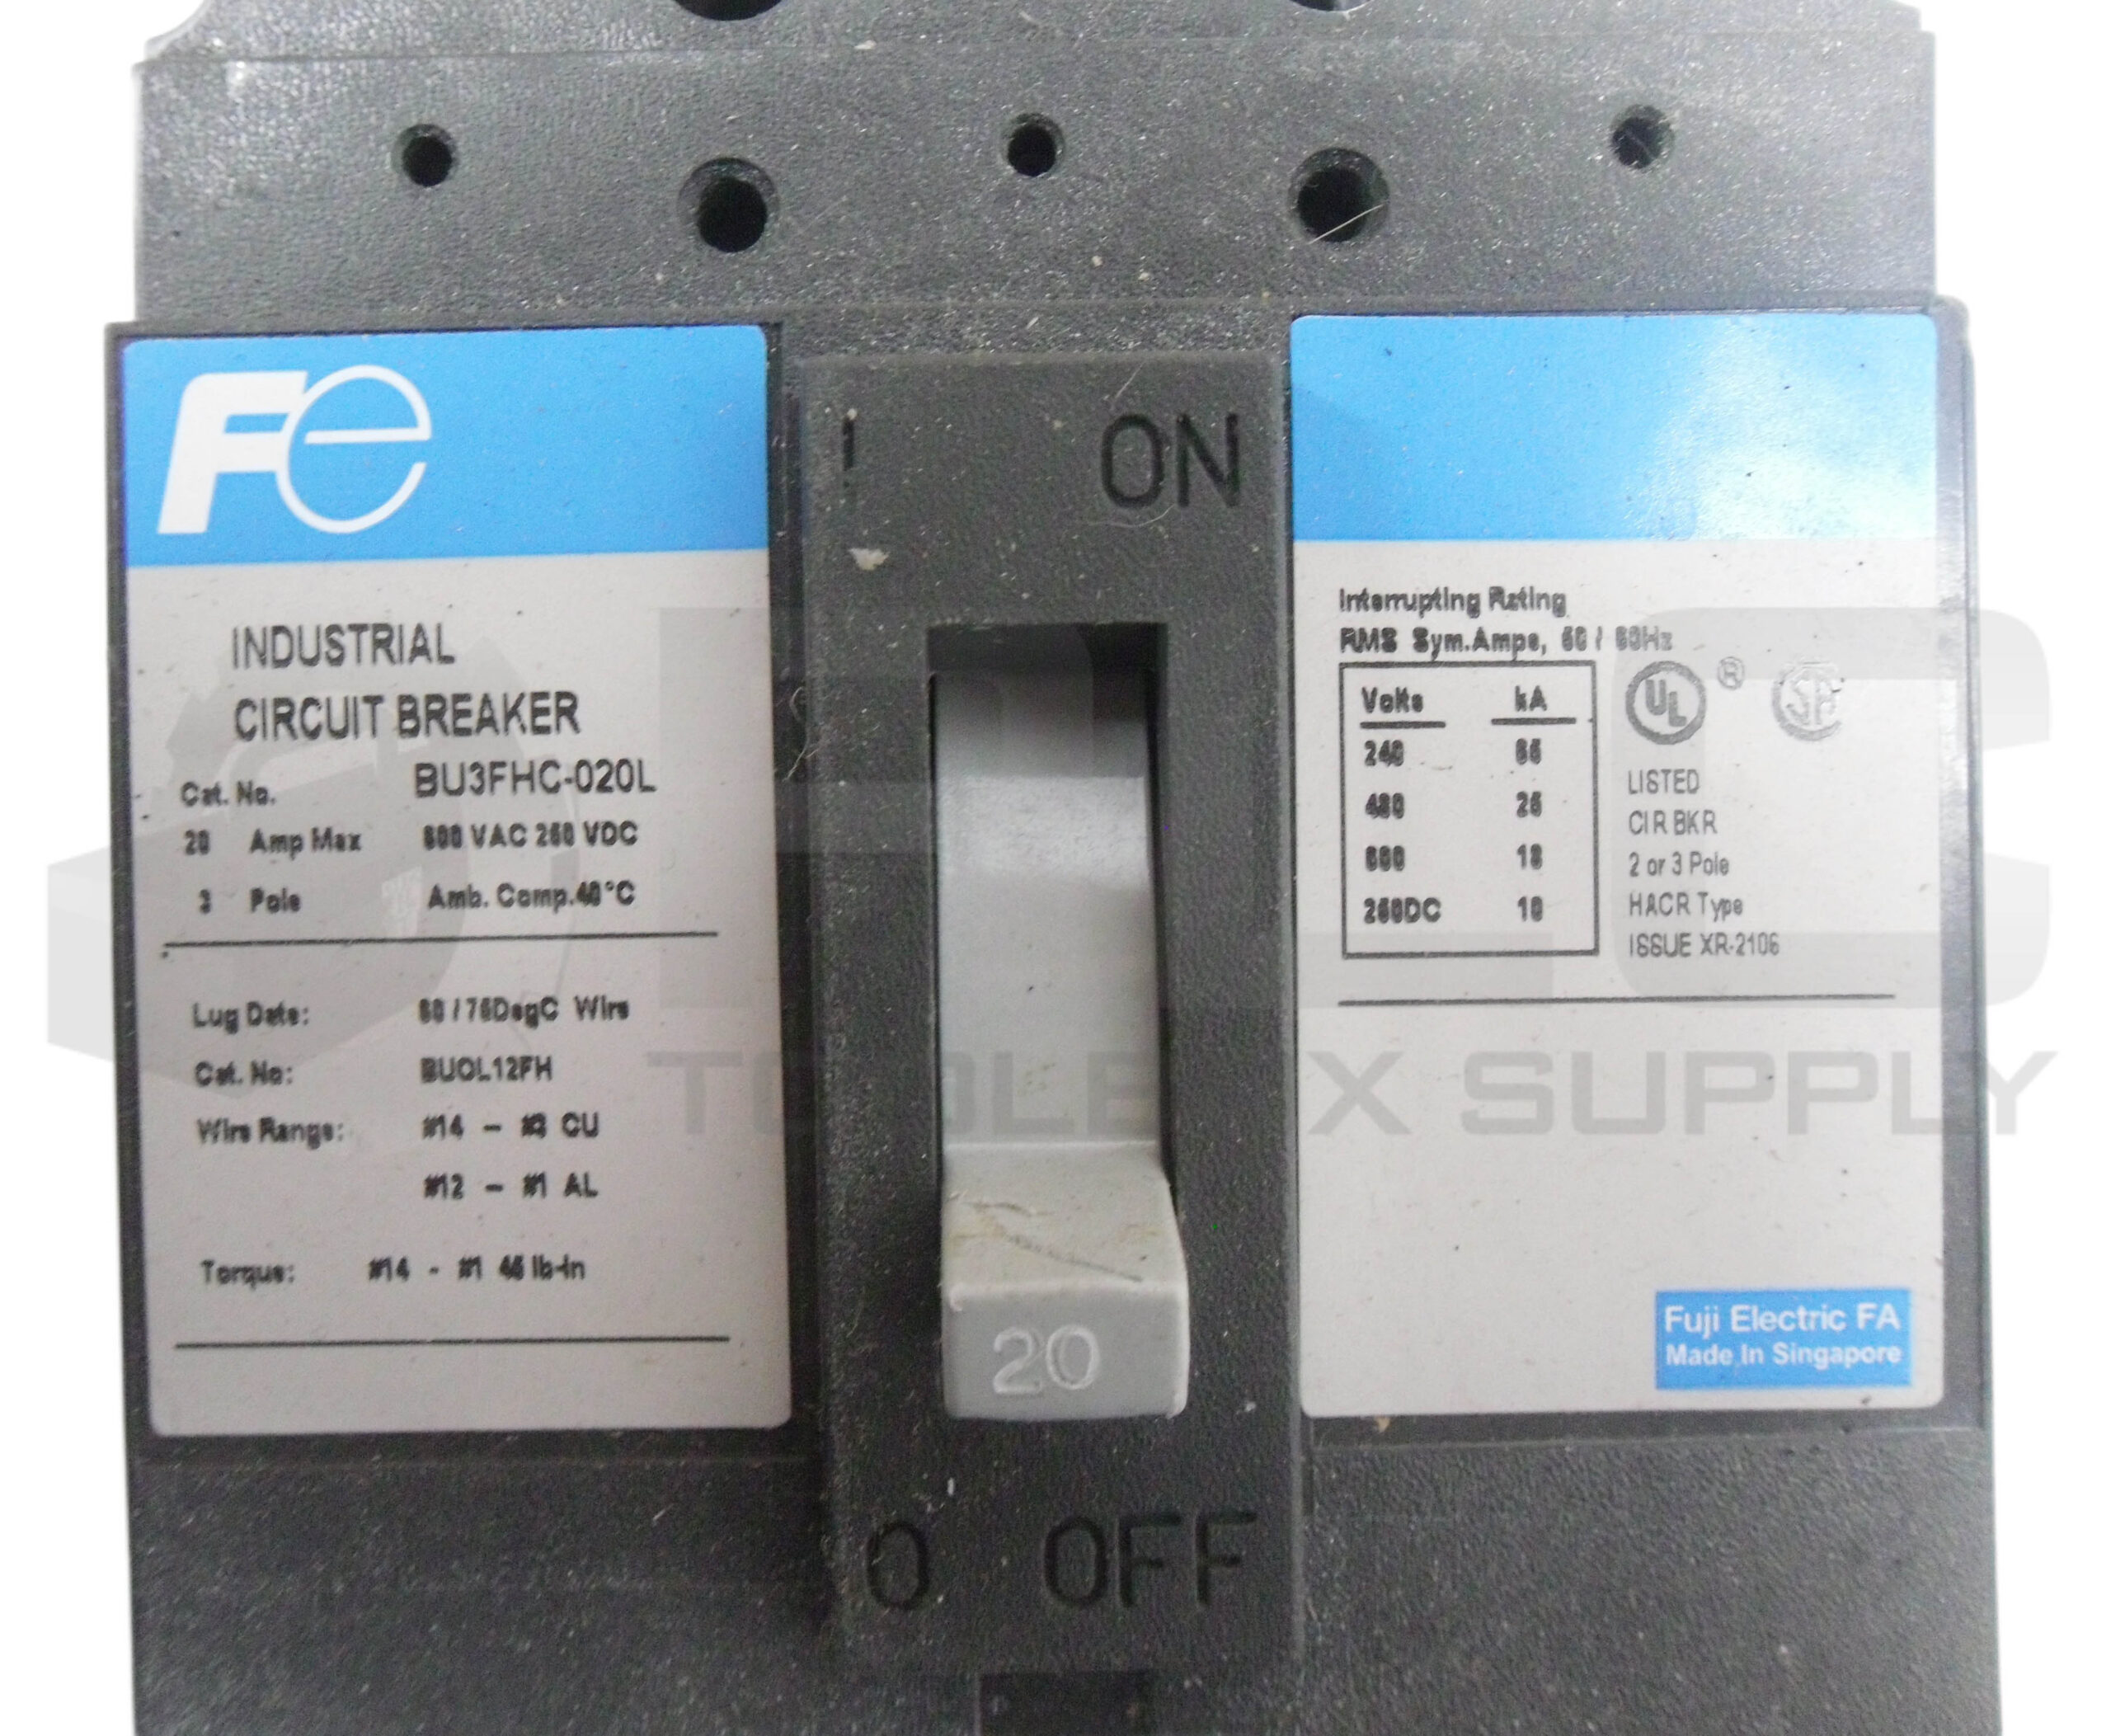 Fe
INDUSTRIAL
CIRCUIT BREAKER
Cat. No. BU3FHC-020L
20 Amp Max 600 VAC 250 VDC
3 Pole Amb. Comp.40°C
Lug Date: 60 / 75DegC Wire
Cat. No: BUOL12FH
Wire Range: #14 - #3 CU
#12 - #1 AL
Torque: #14 - #1 45 lb-in
I ON
20
O OFF
Interrupting Rating
RMS Sym.Amps, 50 / 60Hz
Volts kA
240 65
480 25
600 18
250DC 10
UL ®
LISTED
CIR BKR
2 or 3 Pole
HACR Type
ISSUE XR-2106
Fuji Electric FA
Made In Singapore
SUPPLY